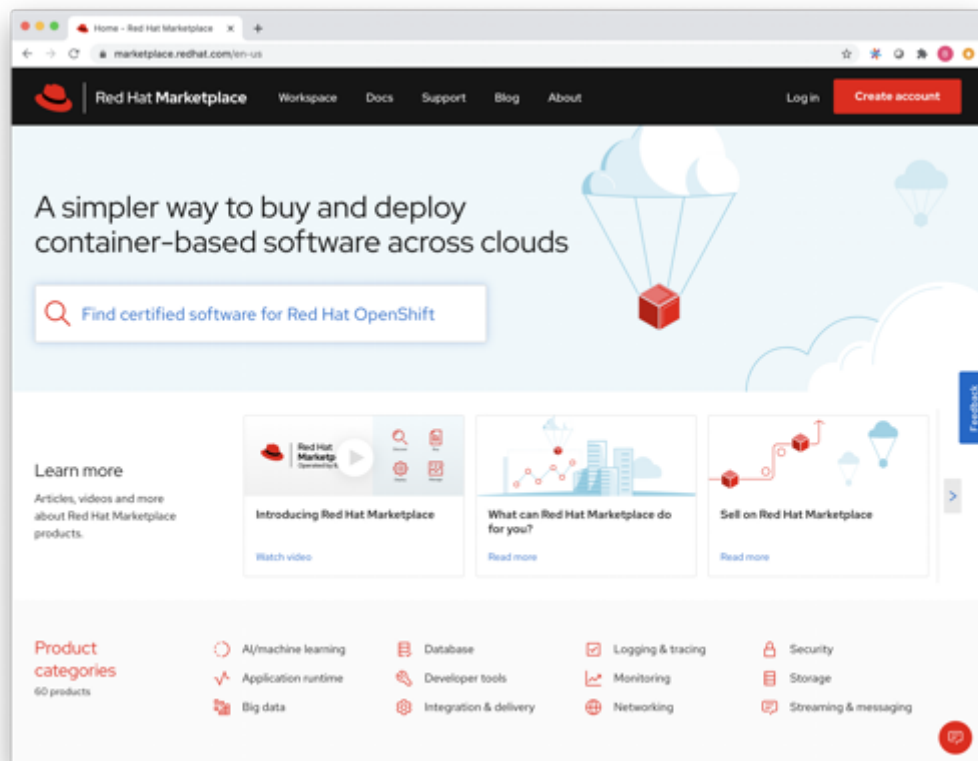 Home - Red Hat Marketplace
marketplace.redhat.com/en-us
Red Hat Marketplace
Workspace
Docs
Support
Blog
About
Log in
Create account
A simpler way to buy and deploy
container-based software across clouds
Find certified software for Red Hat OpenShift
Feedback
Learn more
Articles, videos and more
about Red Hat Marketplace
products.
Red Hat
Marketp
Introducing Red Hat Marketplace
Watch video
What can Red Hat Marketplace do
for you?
Read more
Sell on Red Hat Marketplace
Read more
Product
categories
60 products
AI/machine learning
Application runtime
Big data
Database
Developer tools
Integration & delivery
Logging & tracing
Monitoring
Networking
Security
Storage
Streaming & messaging